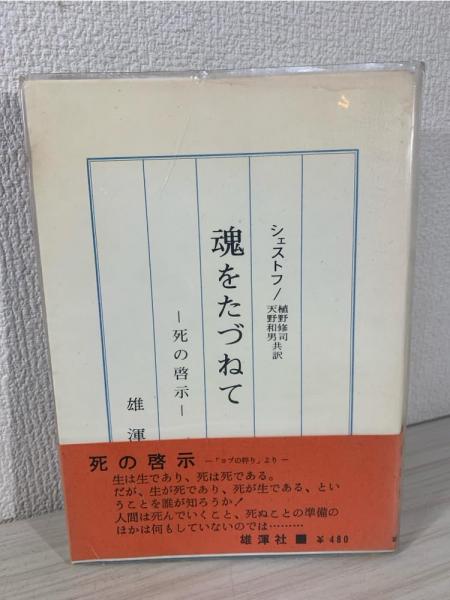 シェストフ/植野修司
天野和男共訳
魂をたづねて
—死の啓示—
雄渾
死の啓示 —「ヨブの秤り」より—
生は生であり、死は死である。
だが、生が死であり、死が生である、とい
うことを誰が知ろうか!
人間は死んでいくこと、死ぬことの準備の
ほかは何もしていないのでは………
雄渾社 ■ ¥480